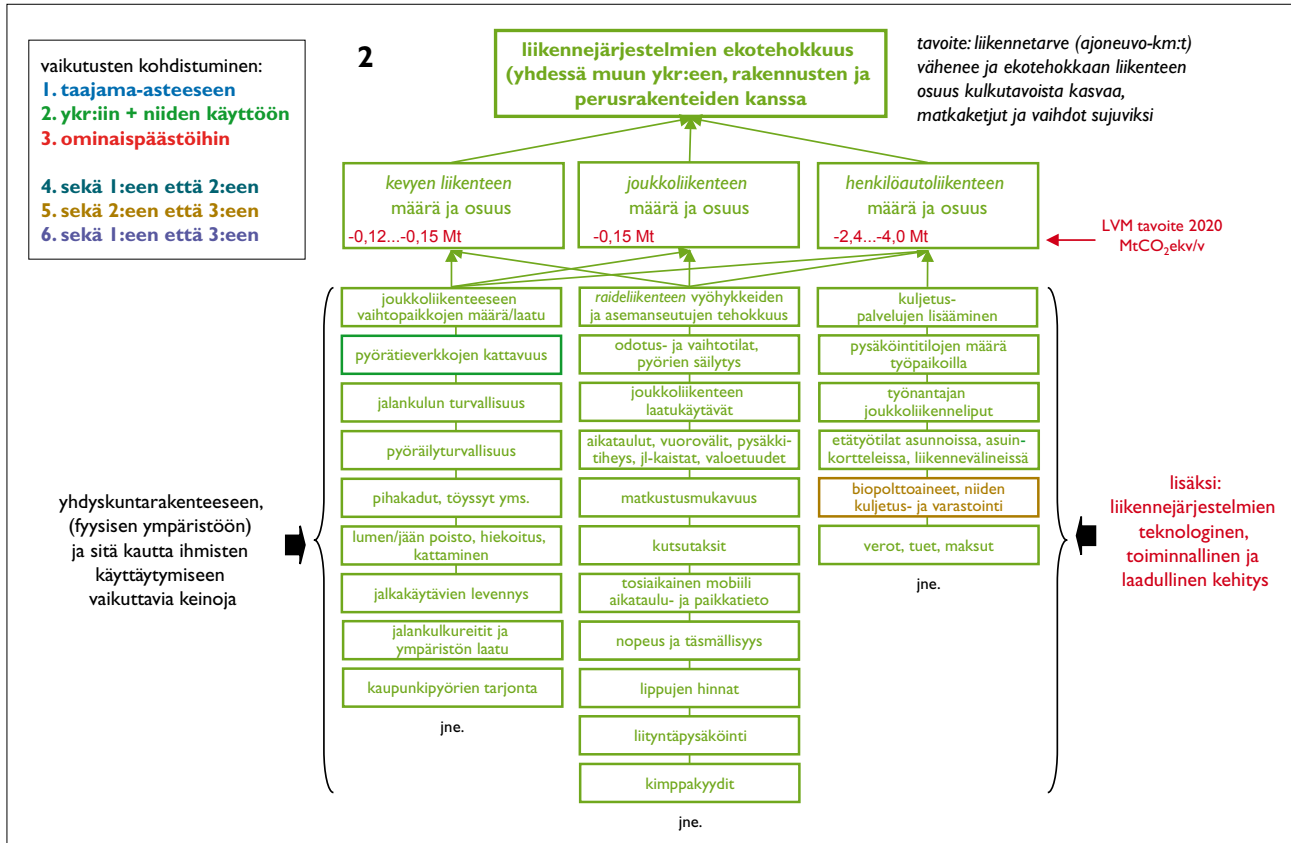 vaikutusten kohdistuminen:
1. taajama-asteeseen
2. ykr:iin + niiden käyttöön
3. ominaispäästöihin
4. sekä 1:een että 2:een
5. sekä 2:een että 3:een
6. sekä 1:een että 3:een
2
liikennejärjestelmien ekotehokkuus
(yhdessä muun ykr:een, rakennusten ja
perusrakenteiden kanssa
tavoite: liikennetarve (ajoneuvo-km:t)
vähenee ja ekotehokkaan liikenteen
osuus kulkutavoista kasvaa,
matkaketjut ja vaihdot sujuviksi
kevyen liikenteen
määrä ja osuus
-0,12...-0,15 Mt
joukkoliikenteen
määrä ja osuus
-0,15 Mt
henkilöautoliikenteen
määrä ja osuus
-2,4...-4,0 Mt
LVM tavoite 2020
MtCO₂ekv/v
yhdyskuntarakenteeseen,
(fyysisen ympäristöön)
ja sitä kautta ihmisten
käyttäytymiseen
vaikuttavia keinoja
joukkoliikenteeseen
vaihtopaikkojen määrä/laatu
pyörätieverkkojen kattavuus
jalankulun turvallisuus
pyöräilyturvallisuus
pihakadut, töyssyt yms.
lumen/jään poisto, hiekoitus,
kattaminen
jalkakäytävien levennys
jalankulkureitit ja
ympäristön laatu
kaupunkipyörien tarjonta
jne.
raideliikenteen vyöhykkeiden
ja asemanseutujen tehokkuus
odotus- ja vaihtotilat,
pyörien säilytys
joukkoliikenteen
laatukäytävät
aikataulut, vuorovälit, pysäkki-
tiheys, jl-kaistat, valoetuudet
matkustusmukavuus
kutsutaksit
tosiaikainen mobiili
aikataulu- ja paikkatieto
nopeus ja täsmällisyys
lippujen hinnat
liityntäpysäköinti
kimppakyydit
jne.
kuljetus-
palvelujen lisääminen
pysäköintitilojen määrä
työpaikoilla
työnantajan
joukkoliikenneliput
etätyötilat asunnoissa, asuin-
kortteleissa, liikennevälineissä
biopolttoaineet, niiden
kuljetus- ja varastointi
verot, tuet, maksut
jne.
lisäksi:
liikennejärjestelmien
teknologinen,
toiminnallinen ja
laadullinen kehitys